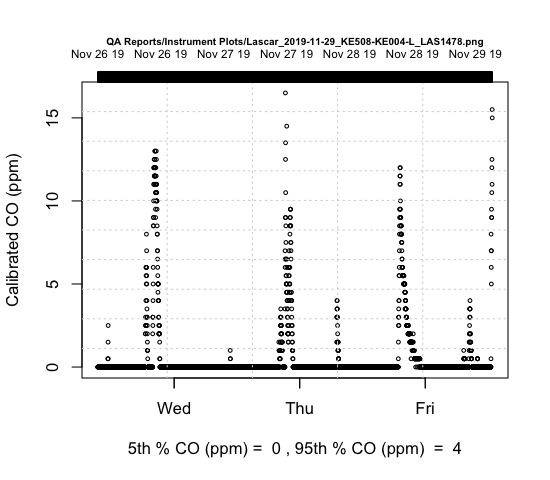 QA Reports/Instrument Plots/Lascar_2019-11-29_KE508-KE004-L_LAS1478.png
Nov 26 19 Nov 26 19 Nov 27 19 Nov 27 19 Nov 28 19 Nov 28 19 Nov 29 19
15
10
5
0
Calibrated CO (ppm)
Wed Thu Fri
5th % CO (ppm) = 0 , 95th % CO (ppm) = 4